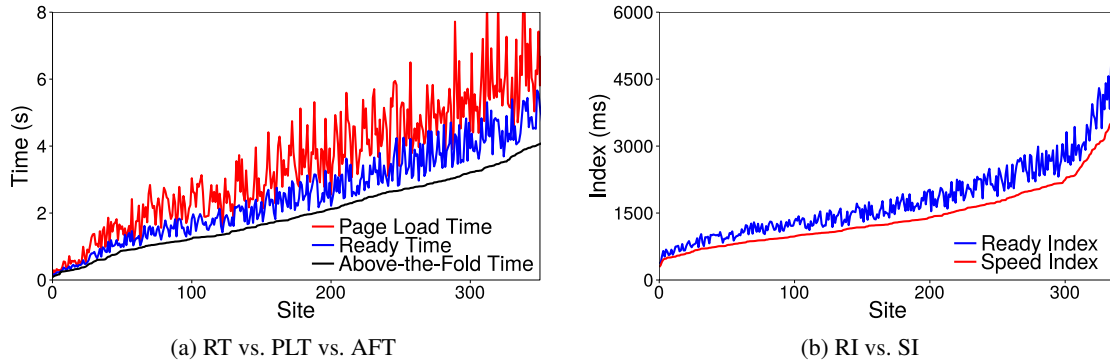 8
6
4
2
0
Time (s)
0
100
200
300
Site
Page Load Time
Ready Time
Above-the-Fold Time
(a) RT vs. PLT vs. AFT
6000
4500
3000
1500
0
Index (ms)
0
100
200
300
Site
Ready Index
Speed Index
(b) RI vs. SI